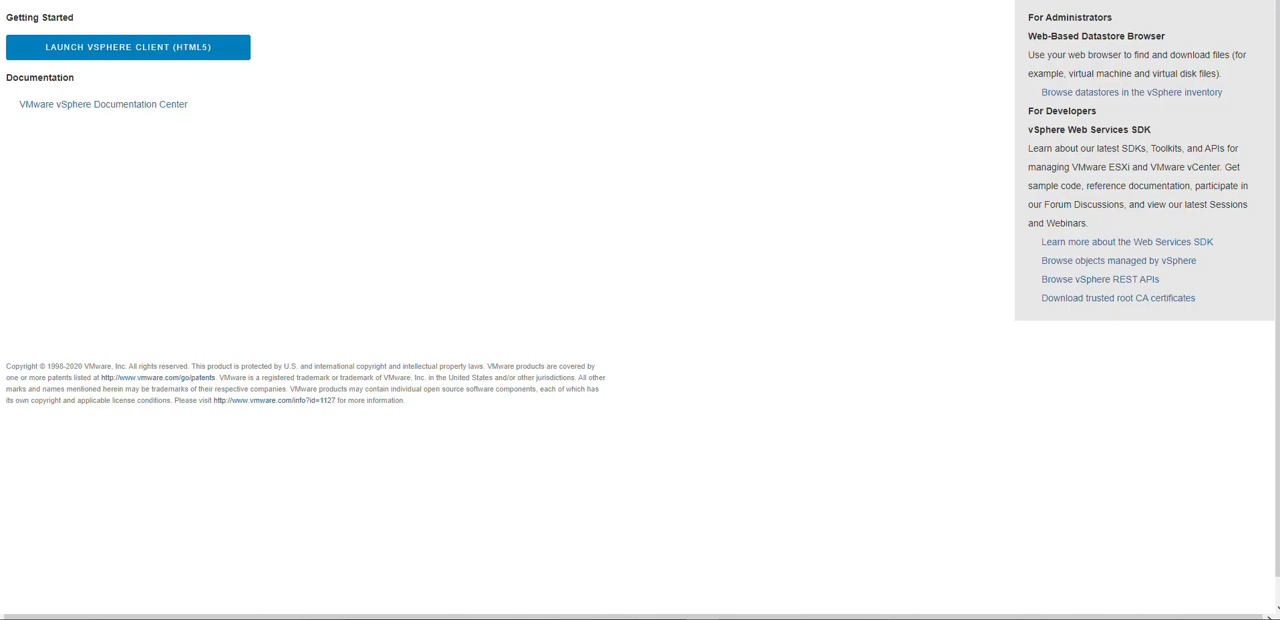 Getting Started
LAUNCH VSPHERE CLIENT (HTML5)
Documentation
VMware vSphere Documentation Center
For Administrators
Web-Based Datastore Browser
Use your web browser to find and download files (for
example, virtual machine and virtual disk files).
Browse datastores in the vSphere inventory
For Developers
vSphere Web Services SDK
Learn about our latest SDKs, Toolkits, and APIs for
managing VMware ESXi and VMware vCenter. Get
sample code, reference documentation, participate in
our Forum Discussions, and view our latest Sessions
and Webinars.
Learn more about the Web Services SDK
Browse objects managed by vSphere
Browse vSphere REST APIs
Download trusted root CA certificates
Copyright © 1998-2020 VMware, Inc. All rights reserved. This product is protected by U.S. and international copyright and intellectual property laws. VMware products are covered by
one or more patents listed at http://www.vmware.com/go/patents. VMware is a registered trademark or trademark of VMware, Inc. in the United States and/or other jurisdictions. All other
marks and names mentioned herein may be trademarks of their respective companies. VMware products may contain individual open source software components, each of which has
its own copyright and applicable license conditions. Please visit http://www.vmware.com/info?id=1127 for more information.